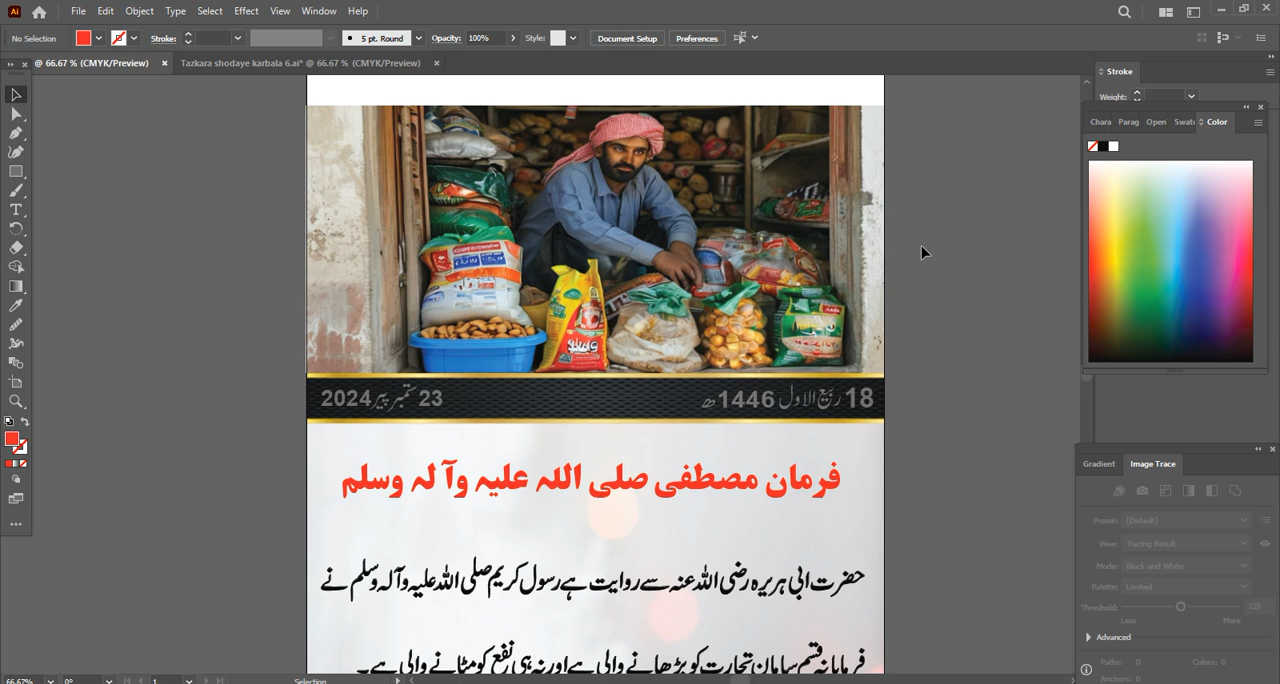 File Edit Object Type Select Effect View Window Help
No Selection Stroke: 5 pt. Round Opacity: 100% Style: Document Setup Preferences
@ 66.67 % (CMYK/Preview) × Tazkara shodaye karbala 6.ai* @ 66.67 % (CMYK/Preview) ×
Stroke
Weight:
Chara Parag Open Swatc Color
18 ربیع الاول 1446ھ
23 ستمبر پیر 2024
فرمان مصطفی صلی اللہ علیہ وآ لہ وسلم
حضرت ابی ہریرہ رضی اللہ عنہ سے روایت ہے رسول کریم صلی اللہ علیہ وآلہ وسلم نے
فرمایا نہ قسم سامان تجارت کو بڑھانے والی ہے اور نہ ہی نفع کو مٹانے والی ہے۔
Gradient Image Trace
Preset: [Default]
View: Tracing Result
Mode: Black and White
Palette: Limited
Threshold: 128
Less More
Advanced
Paths: 0 Colors: 0
Anchors: 0
66.67% 0° 1 Selection